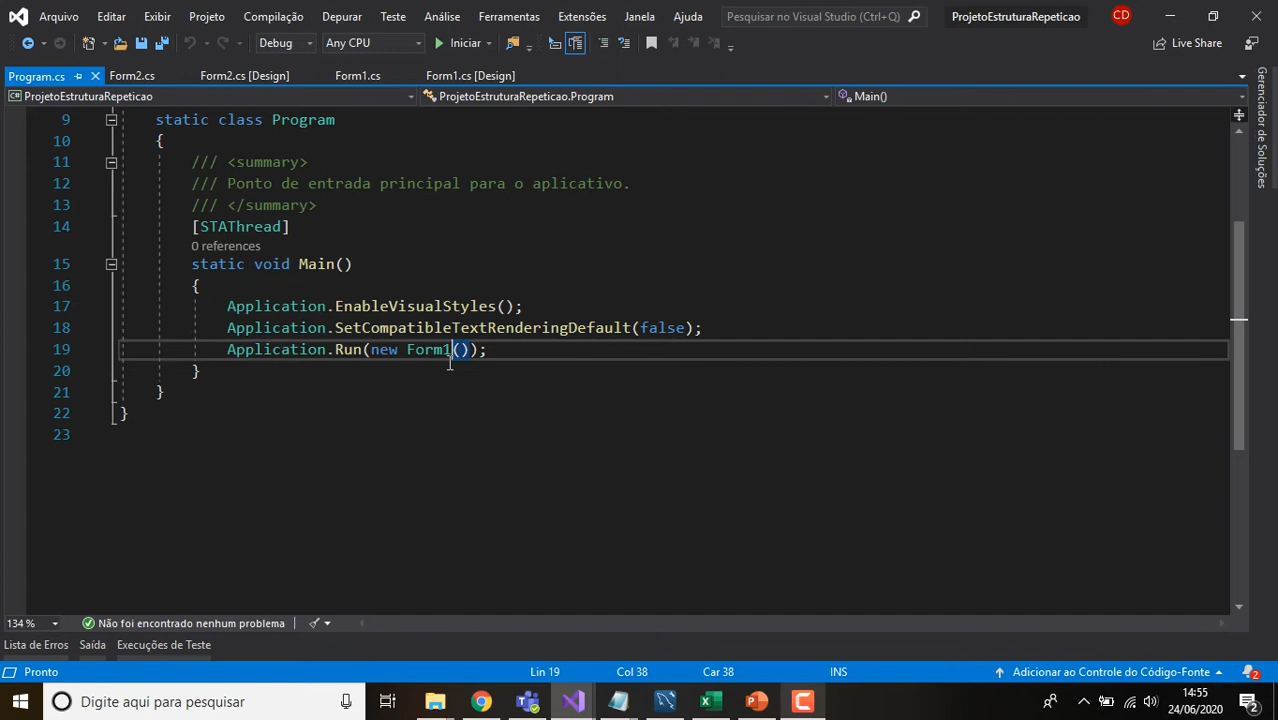 Arquivo Editar Exibir Projeto Compilação Depurar Teste Análise Ferramentas Extensões Janela Ajuda Pesquisar no Visual Studio (Ctrl+Q) ProjetoEstruturaRepeticao CD
Debug Any CPU Iniciar Live Share
Program.cs Form2.cs Form2.cs [Design] Form1.cs Form1.cs [Design]
ProjetoEstruturaRepeticao ProjetoEstruturaRepeticao.Program Main()
Gerenciador de Soluções
9 static class Program
10 {
11 /// <summary>
12 /// Ponto de entrada principal para o aplicativo.
13 /// </summary>
14 [STAThread]
0 references
15 static void Main()
16 {
17 Application.EnableVisualStyles();
18 Application.SetCompatibleTextRenderingDefault(false);
19 Application.Run(new Form1());
20 }
21 }
22 }
23
134 % Não foi encontrado nenhum problema
Lista de Erros Saída Execuções de Teste
Pronto Lin 19 Col 38 Car 38 INS Adicionar ao Controle do Código-Fonte 2
Digite aqui para pesquisar 14:55
24/06/2020 2